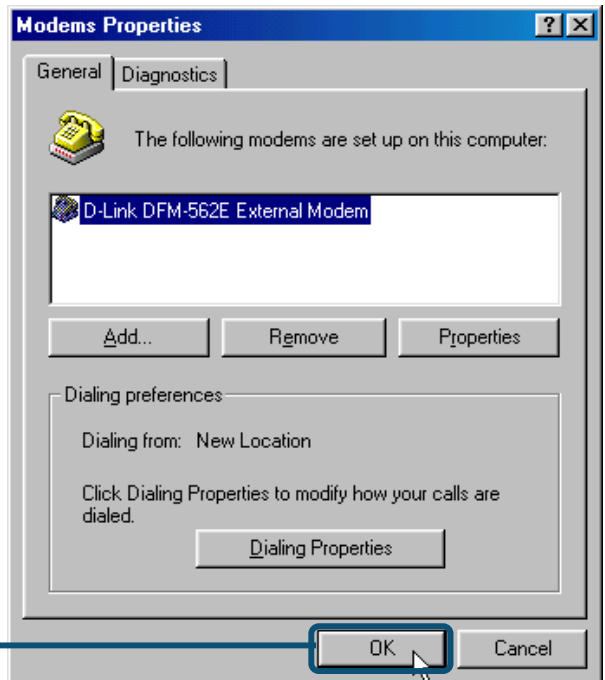 Modems Properties
General
Diagnostics
The following modems are set up on this computer:
D-Link DFM-562E External Modem
Add...
Remove
Properties
Dialing preferences
Dialing from: New Location
Click Dialing Properties to modify how your calls are
dialed.
Dialing Properties
OK
Cancel